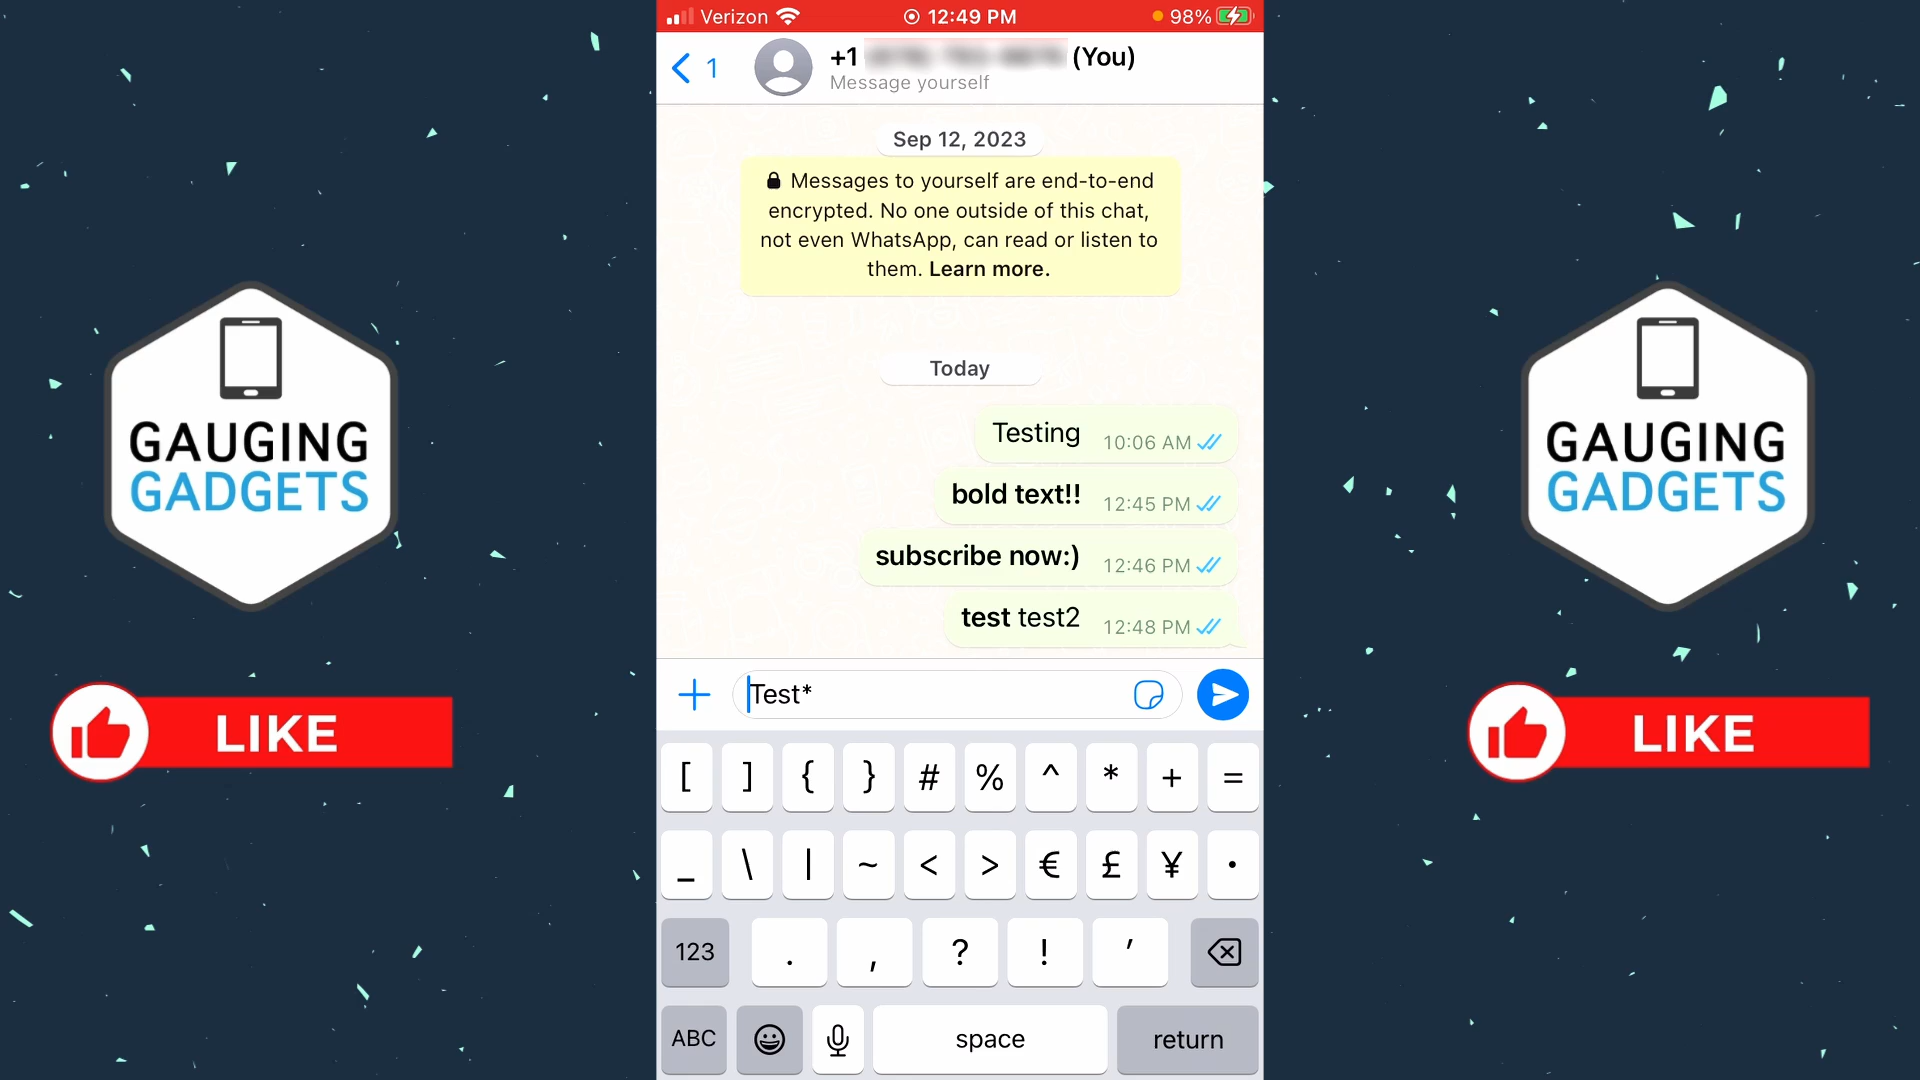 Verizon 12:49 PM 98%
1 +1 (You)
Message yourself
Sep 12, 2023
Messages to yourself are end-to-end
encrypted. No one outside of this chat,
not even WhatsApp, can read or listen to
them. Learn more.
Today
Testing 10:06 AM
bold text!! 12:45 PM
subscribe now:) 12:46 PM
test test2 12:48 PM
Test*
[ ] { } # % ^ * + =
_ \ | ~ < > € £ ¥ •
123 . , ? ! ’
ABC space return
GAUGING
GADGETS
LIKE
GAUGING
GADGETS
LIKE